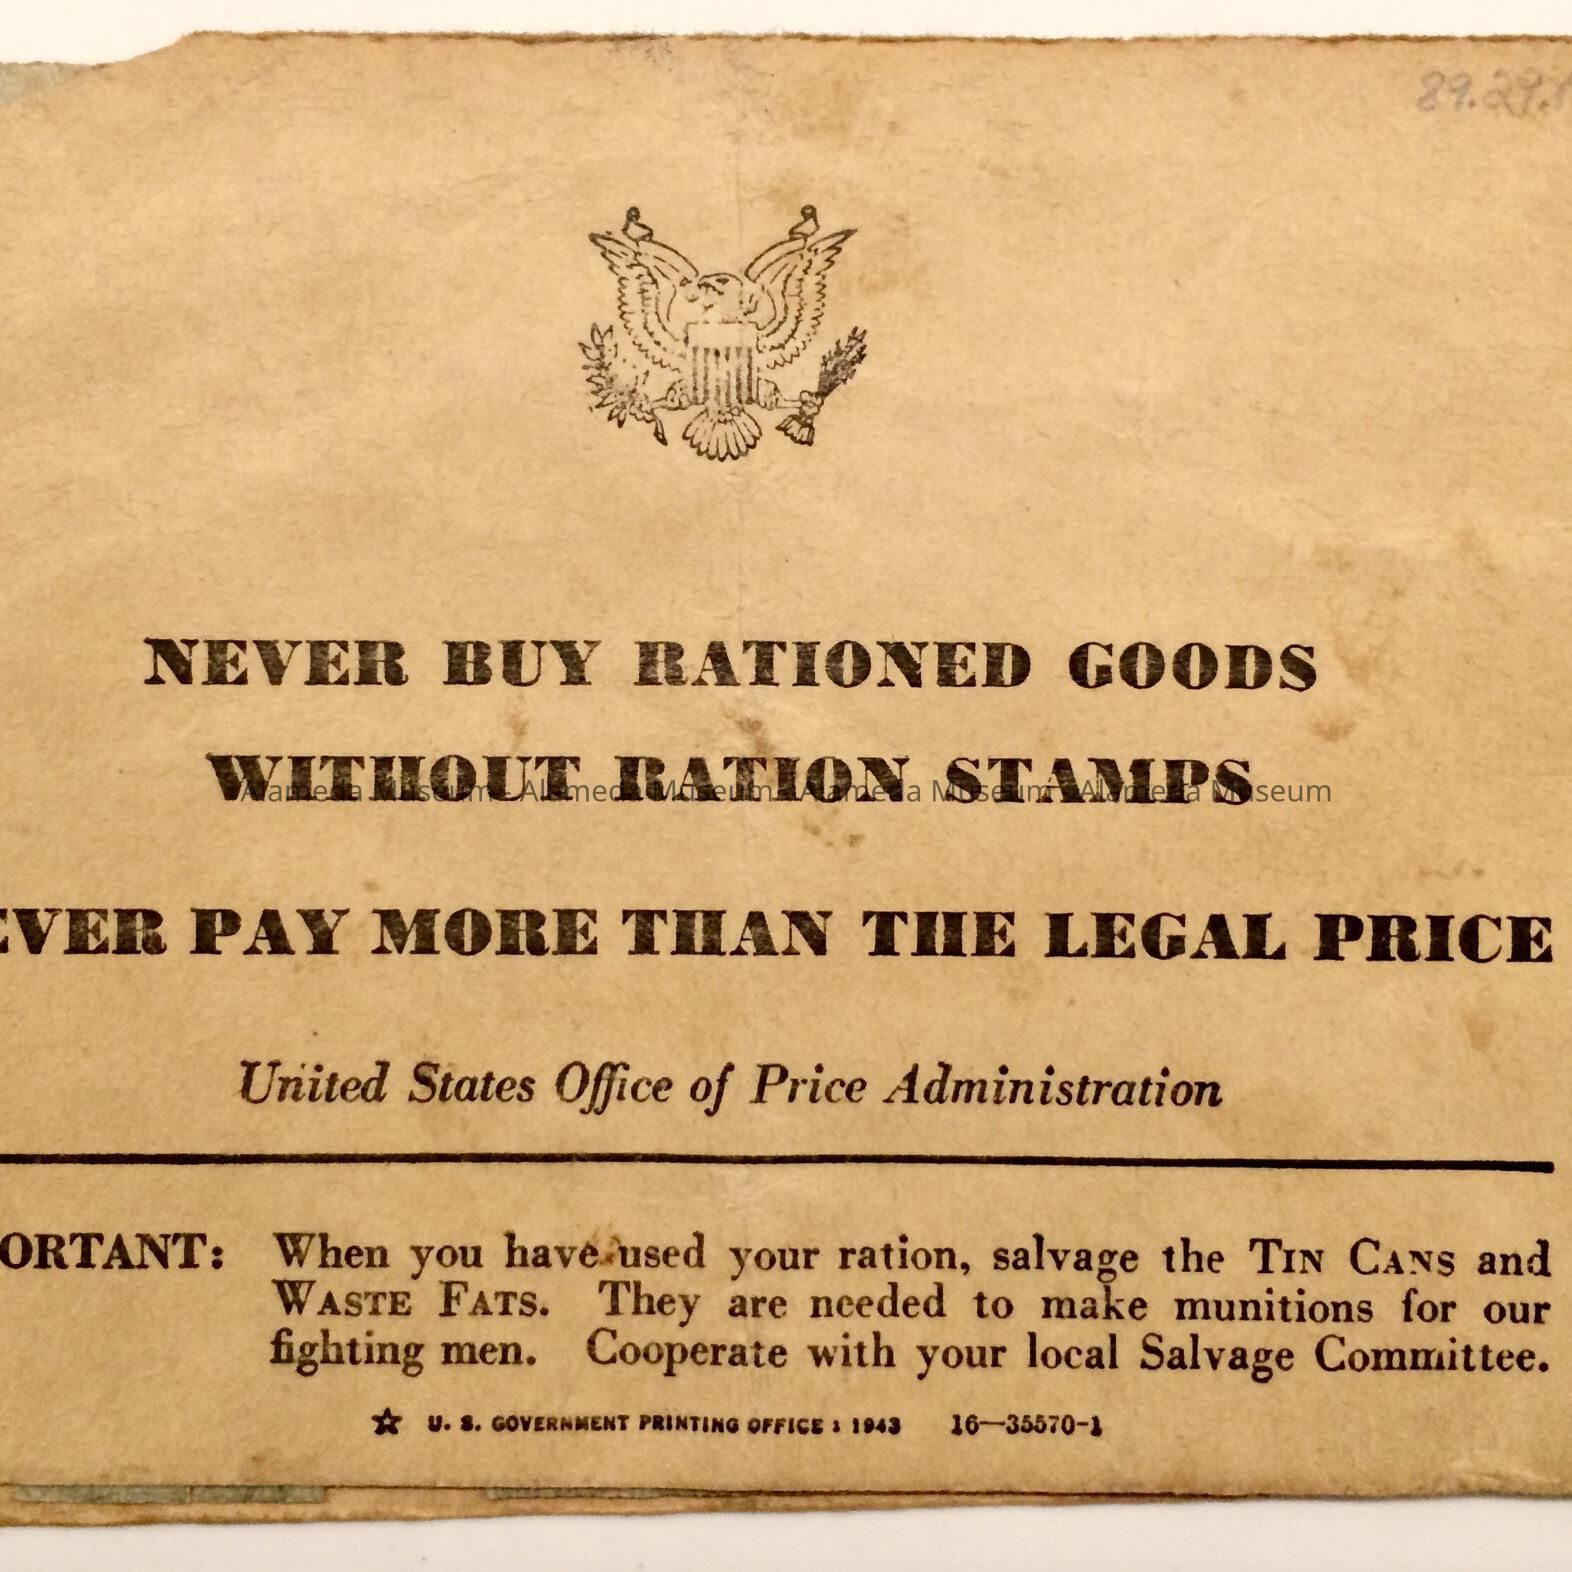 89.29.
NEVER BUY RATIONED GOODS
WITHOUT RATION STAMPS
Alameda Museum - Alameda Museum - Alameda Museum - Alameda Museum
EVER PAY MORE THAN THE LEGAL PRICE
United States Office of Price Administration
ORTANT: When you have used your ration, salvage the TIN CANS and
WASTE FATS. They are needed to make munitions for our
fighting men. Cooperate with your local Salvage Committee.
☆ U. S. GOVERNMENT PRINTING OFFICE : 1943 16—35570-1